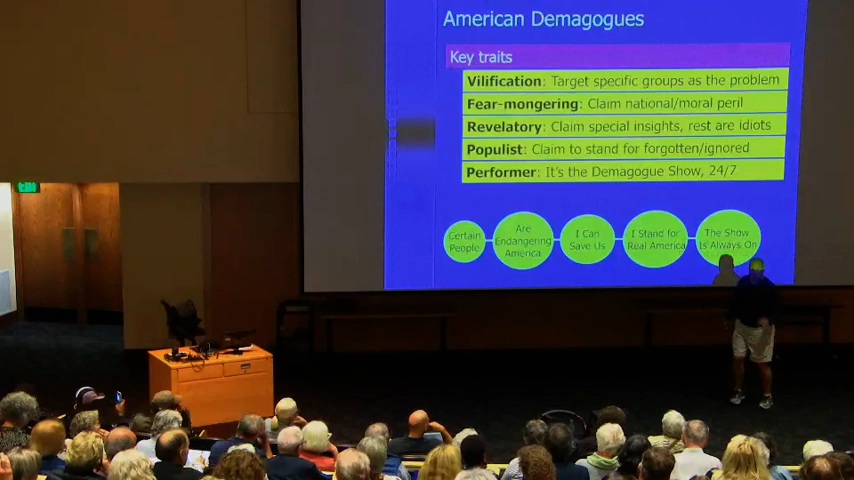 American Demagogues
Key traits
Vilification: Target specific groups as the problem
Fear-mongering: Claim national/moral peril
Revelatory: Claim special insights, rest are idiots
Populist: Claim to stand for forgotten/ignored
Performer: It's the Demagogue Show, 24/7
Certain
People
Are
Endangering
America
I Can
Save Us
I Stand for
Real America
The Show
Is Always On